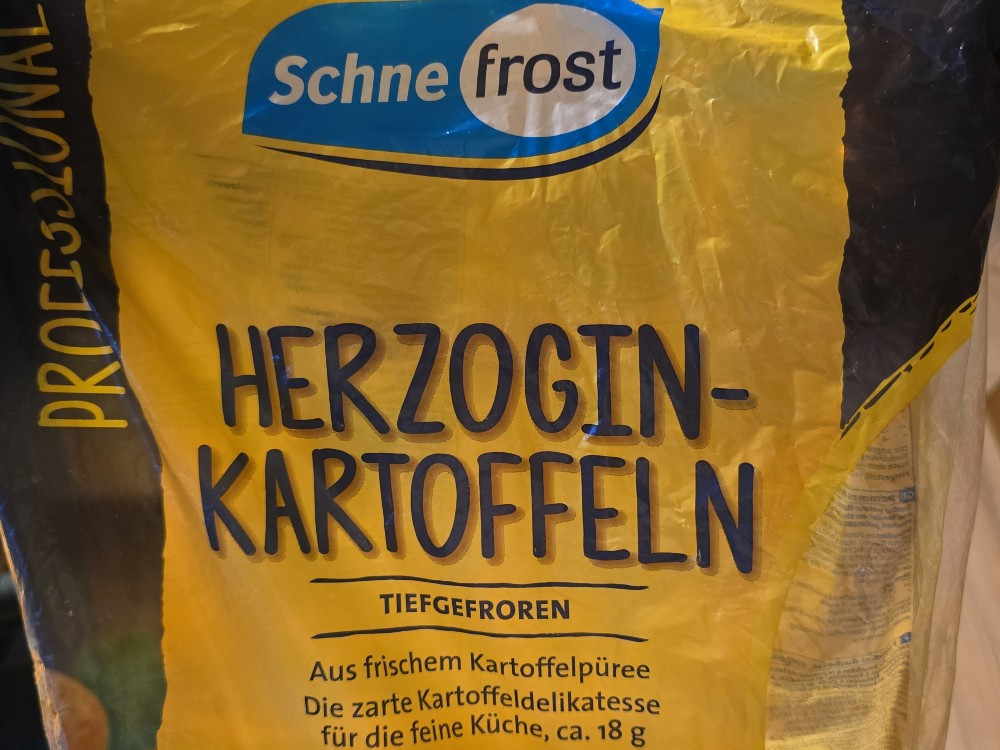 PROFESSIONAL
Schne frost
HERZOGIN-
KARTOFFELN
TIEFGEFROREN
Aus frischem Kartoffelpüree
Die zarte Kartoffeldelikatesse
für die feine Küche, ca. 18 g